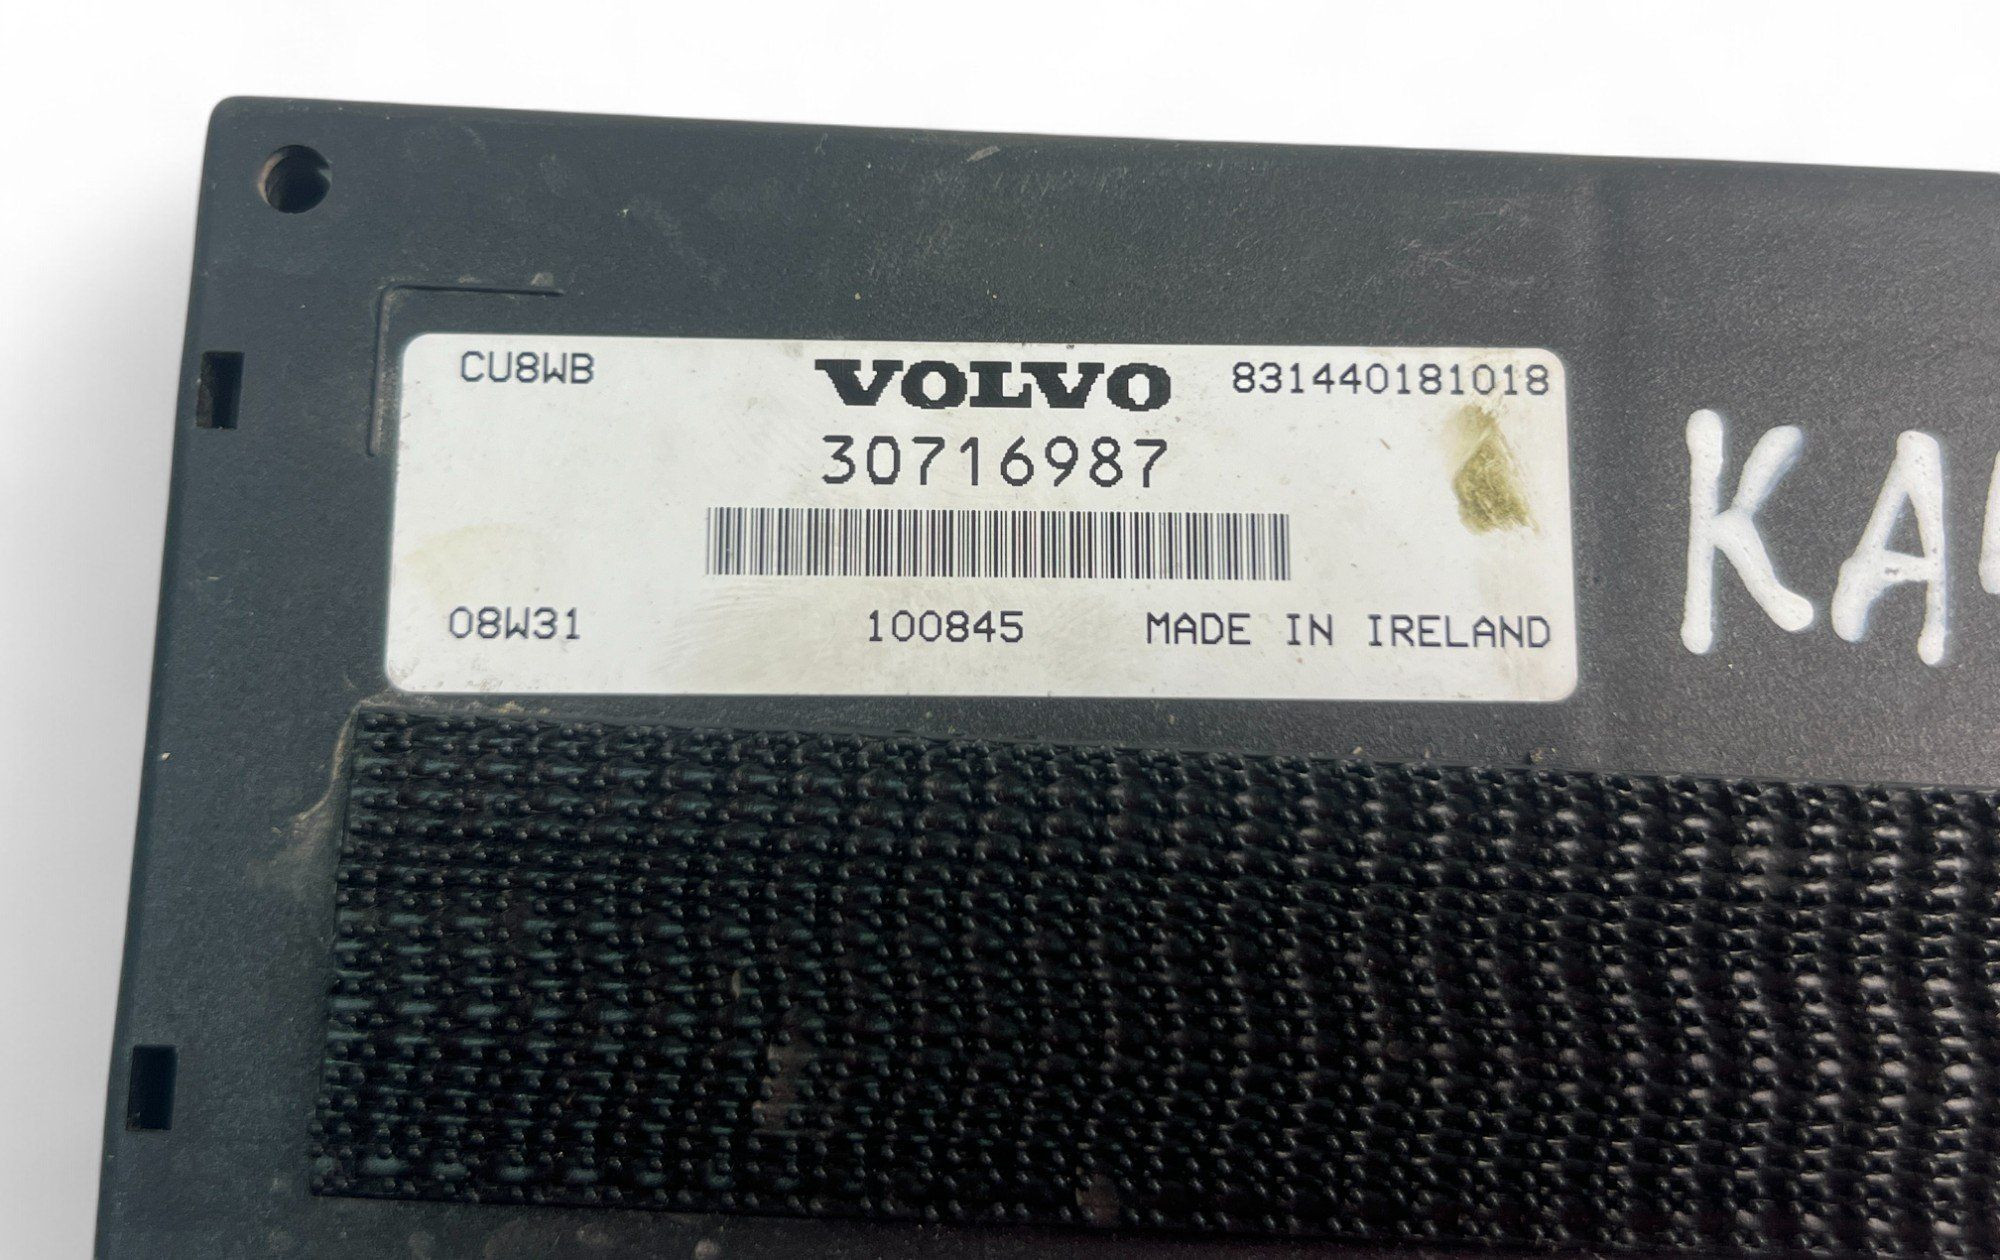 CU8WB VOLVO 831440181018
30716987
08W31 100845 MADE IN IRELAND